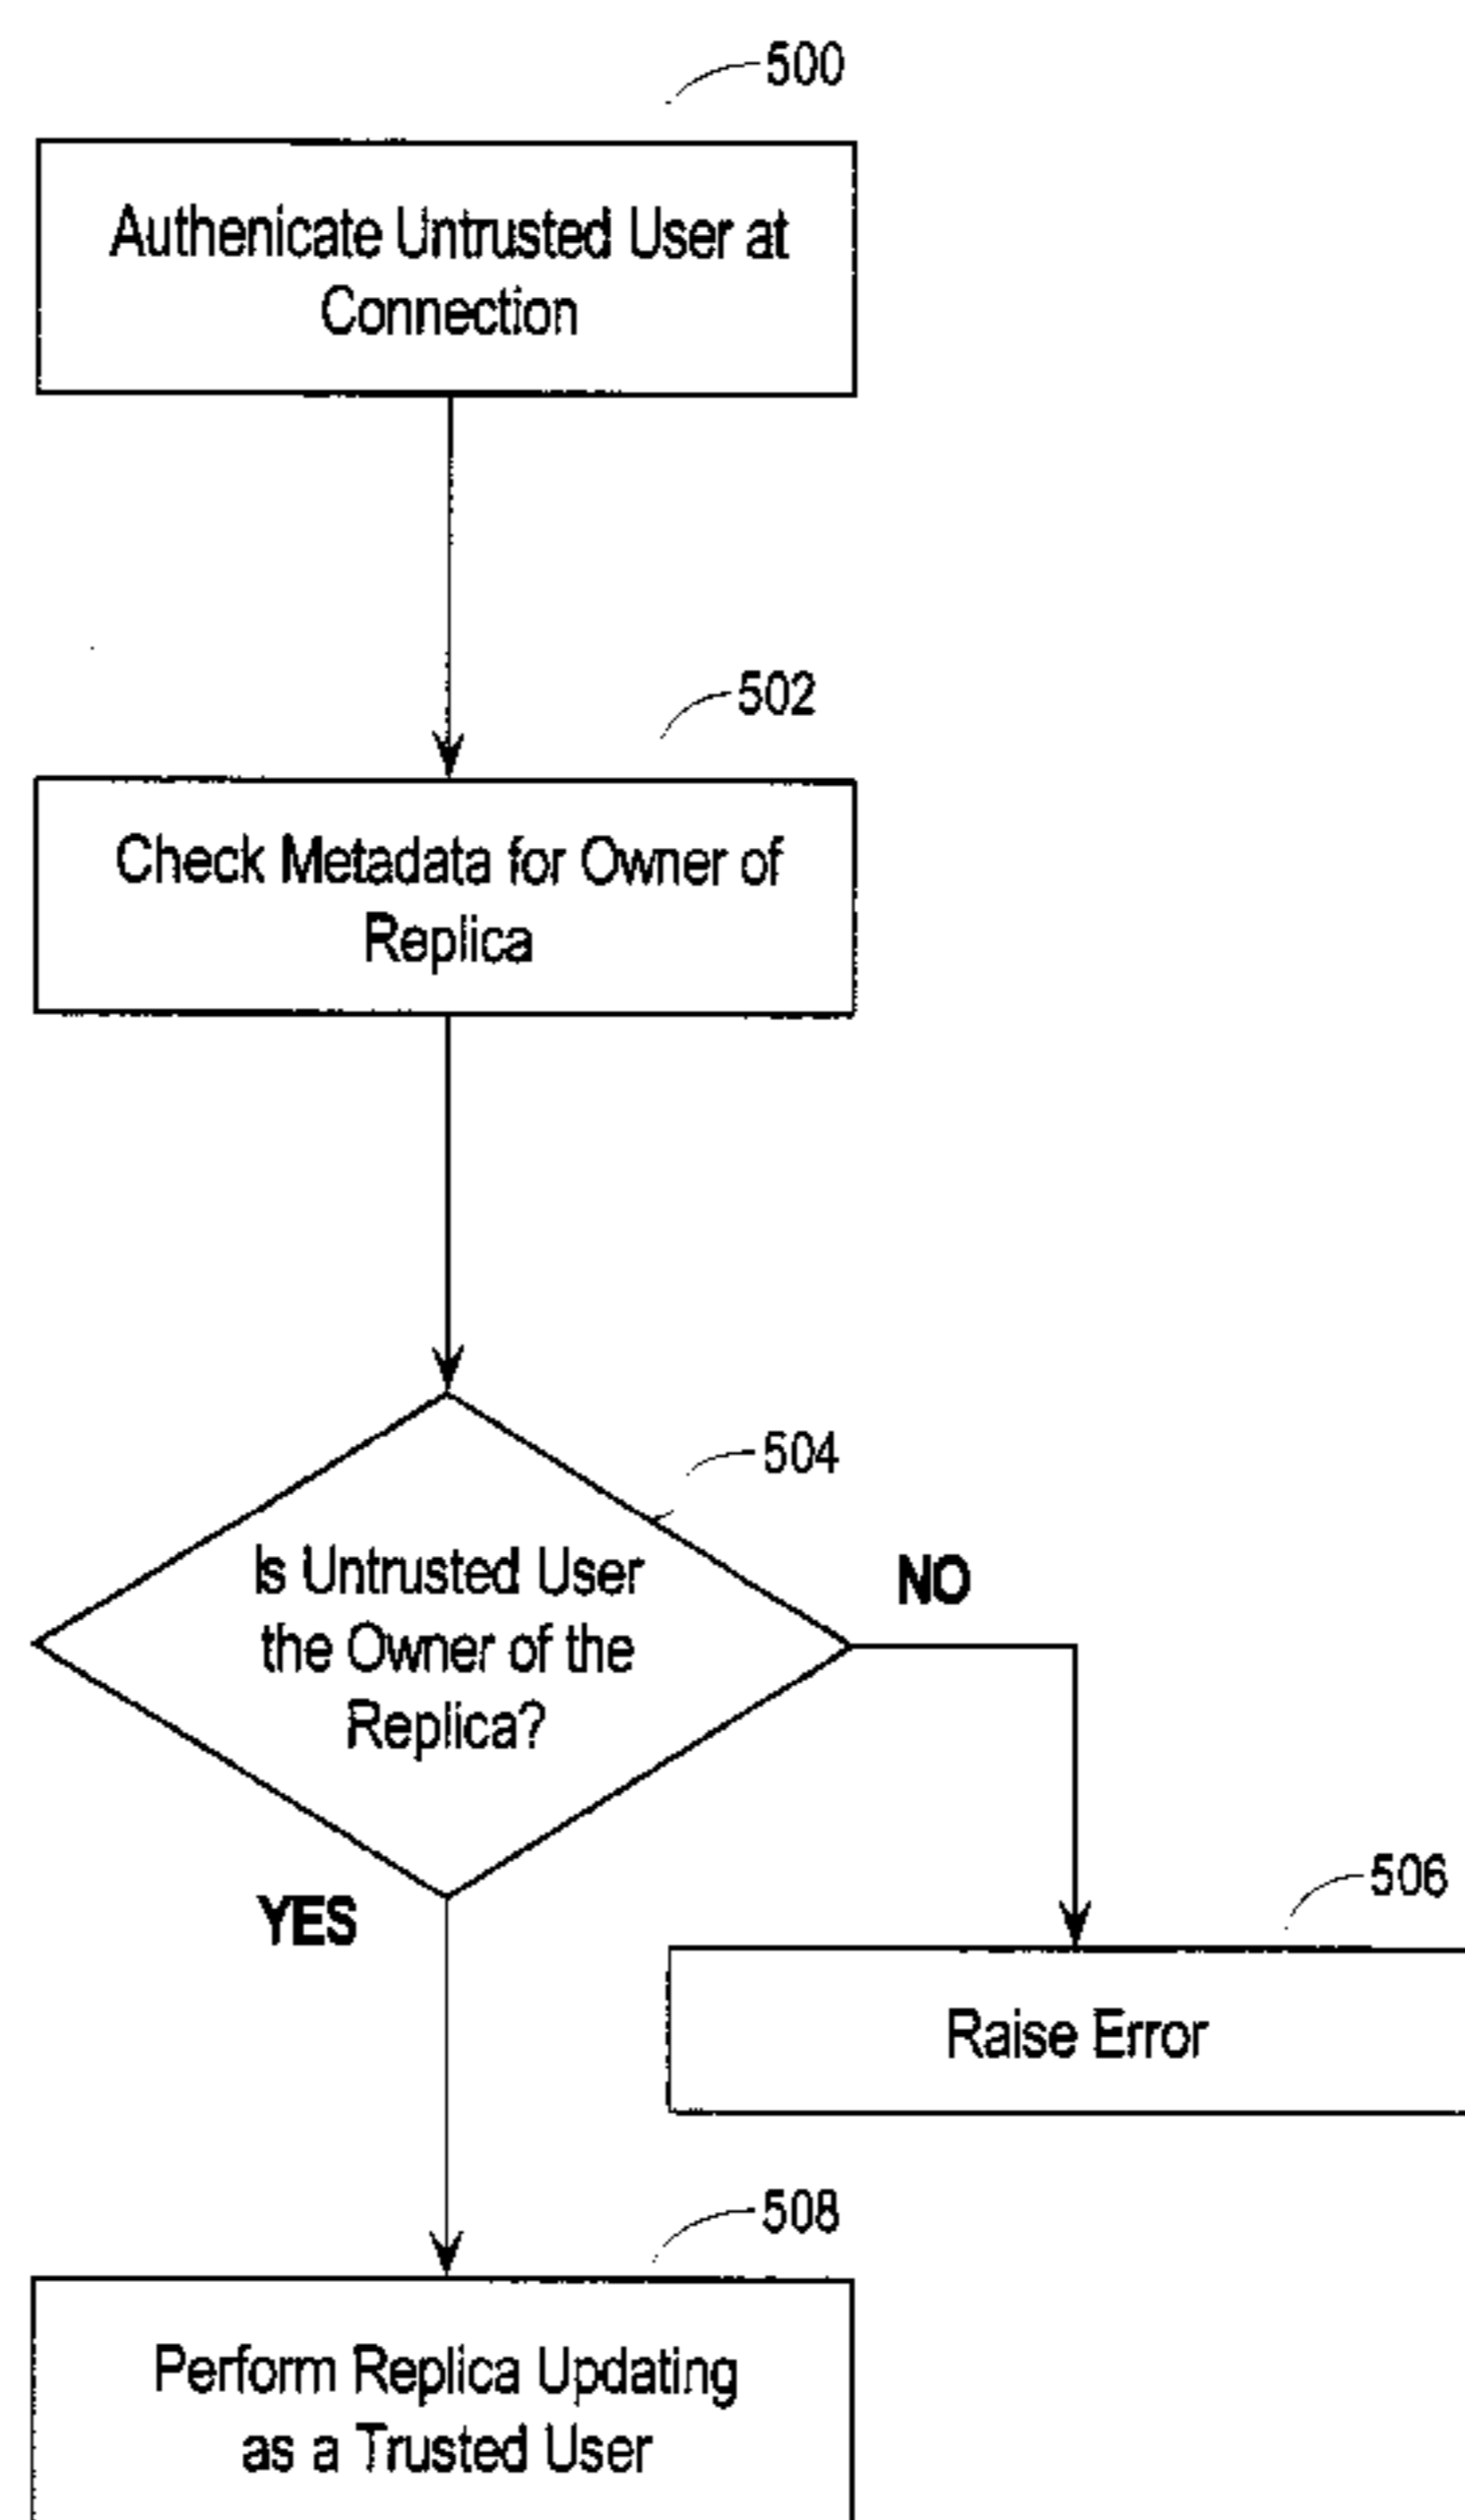 500
Authenicate Untrusted User at
Connection
502
Check Metadata for Owner of
Replica
504
Is Untrusted User
the Owner of the
Replica?
NO
YES
506
Raise Error
508
Perform Replica Updating
as a Trusted User